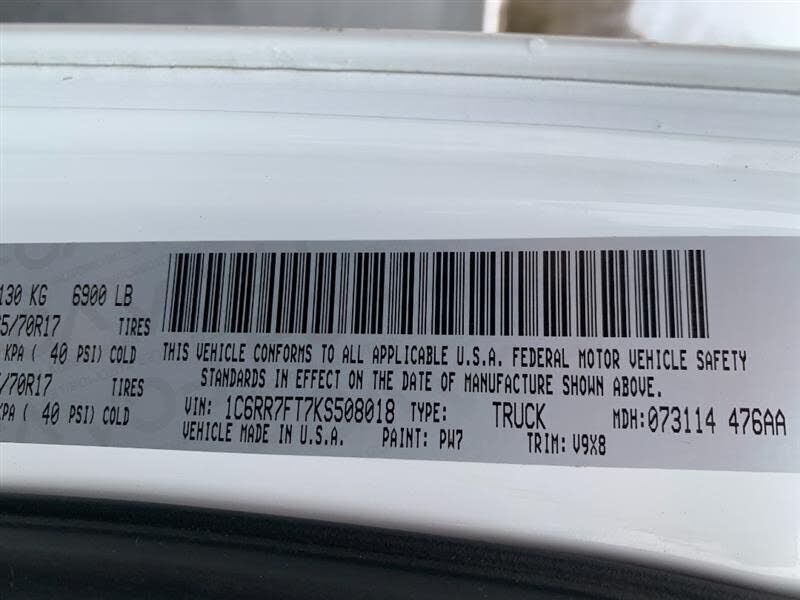 130 KG 6900 LB
5/70R17 TIRES
KPA ( 40 PSI) COLD
/70R17 TIRES
KPA ( 40 PSI) COLD
THIS VEHICLE CONFORMS TO ALL APPLICABLE U.S.A. FEDERAL MOTOR VEHICLE SAFETY
STANDARDS IN EFFECT ON THE DATE OF MANUFACTURE SHOWN ABOVE.
VIN: 1C6RR7FT7KS508018 TYPE: TRUCK MDH: 073114 476AA
VEHICLE MADE IN U.S.A. PAINT: PW7 TRIM: V9X8